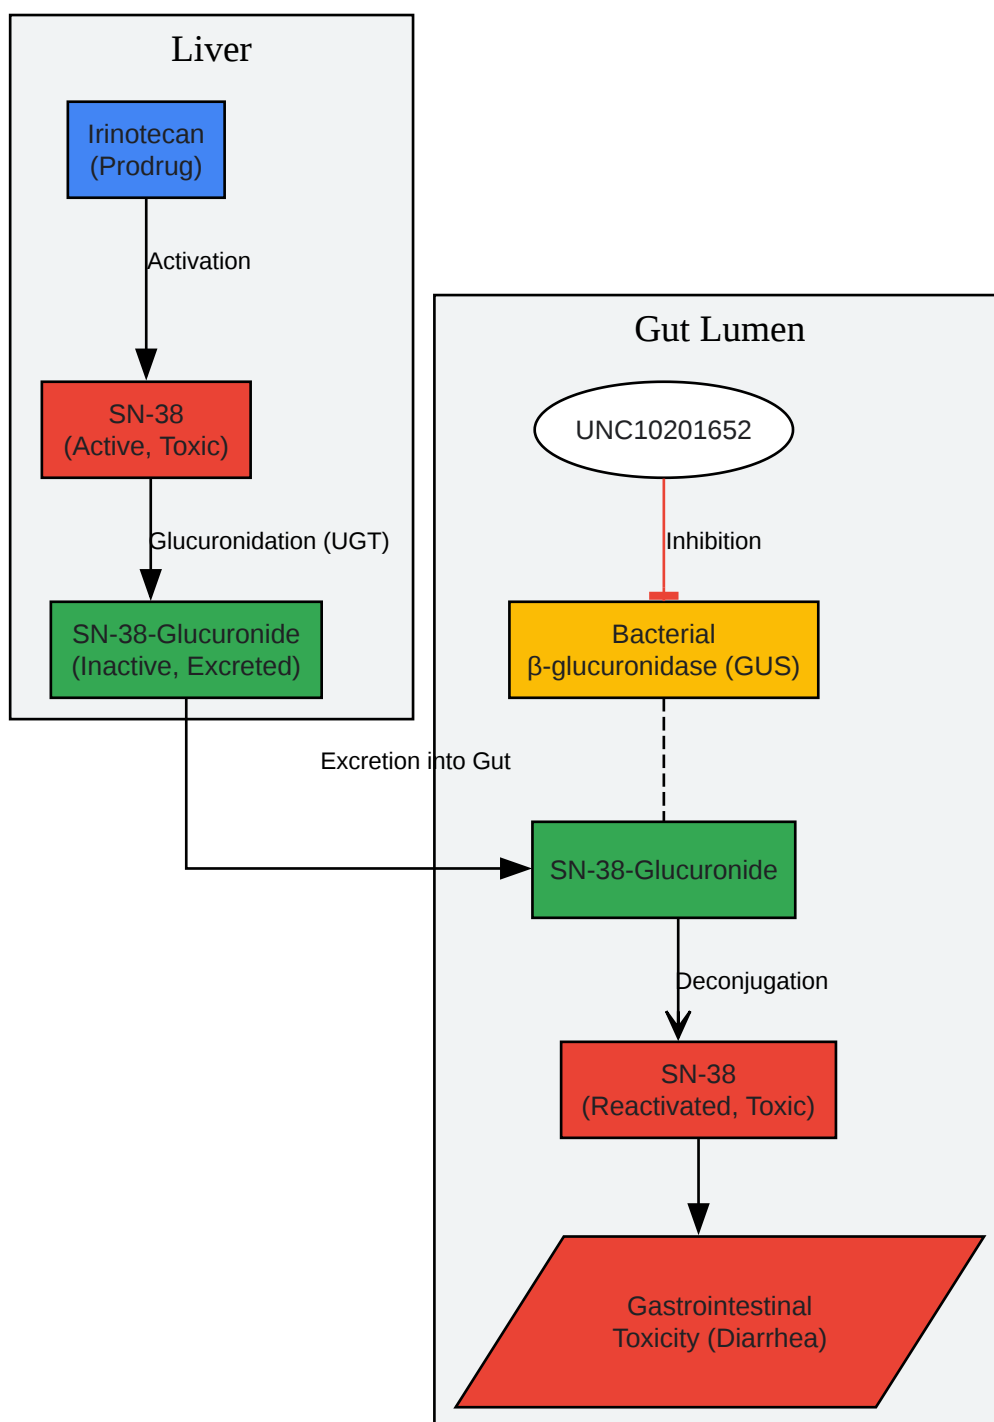 Liver
Irinotecan
(Prodrug)
Activation
SN-38
(Active, Toxic)
Glucuronidation (UGT)
SN-38-Glucuronide
(Inactive, Excreted)
Excretion into Gut
Gut Lumen
UNC10201652
Inhibition
Bacterial
β-glucuronidase (GUS)
SN-38-Glucuronide
Deconjugation
SN-38
(Reactivated, Toxic)
Gastrointestinal
Toxicity (Diarrhea)